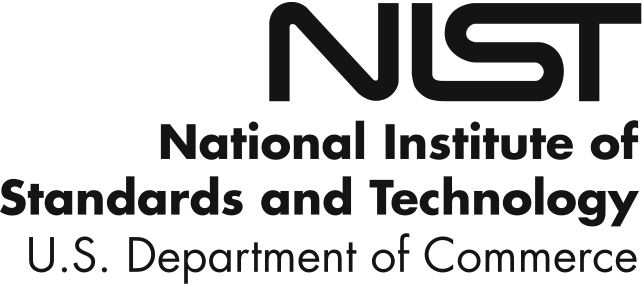 NIST
National Institute of
Standards and Technology
U.S. Department of Commerce